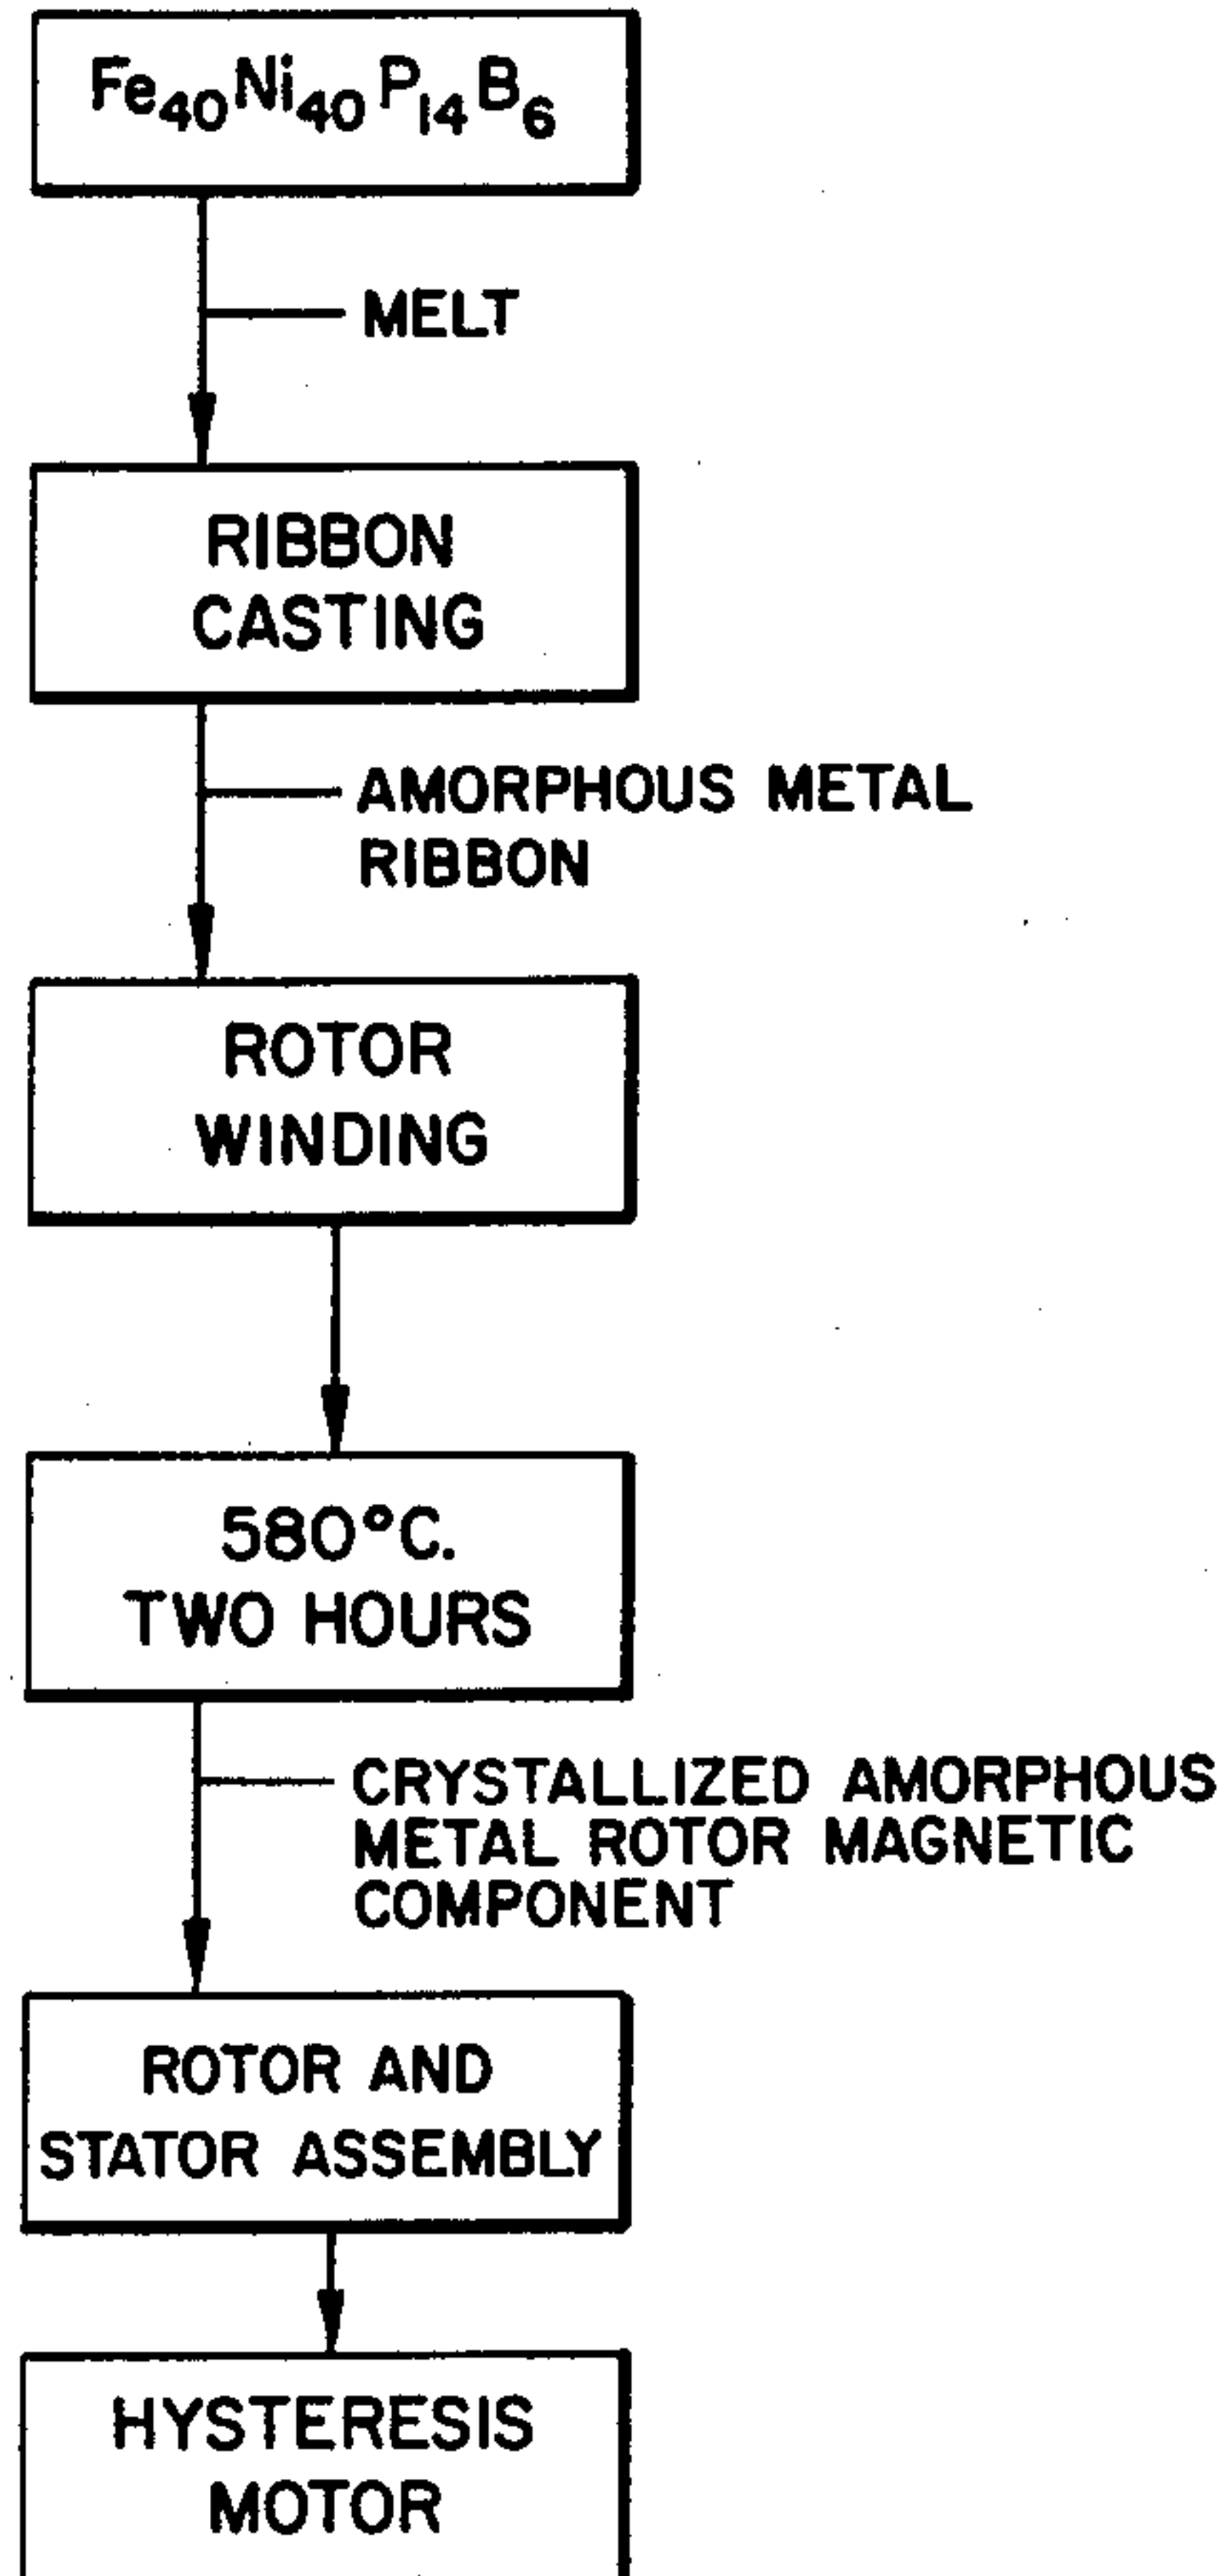 Fe₄₀Ni₄₀P₁₄B₆
MELT
RIBBON
CASTING
AMORPHOUS METAL
RIBBON
ROTOR
WINDING
580°C.
TWO HOURS
CRYSTALLIZED AMORPHOUS
METAL ROTOR MAGNETIC
COMPONENT
ROTOR AND
STATOR ASSEMBLY
HYSTERESIS
MOTOR